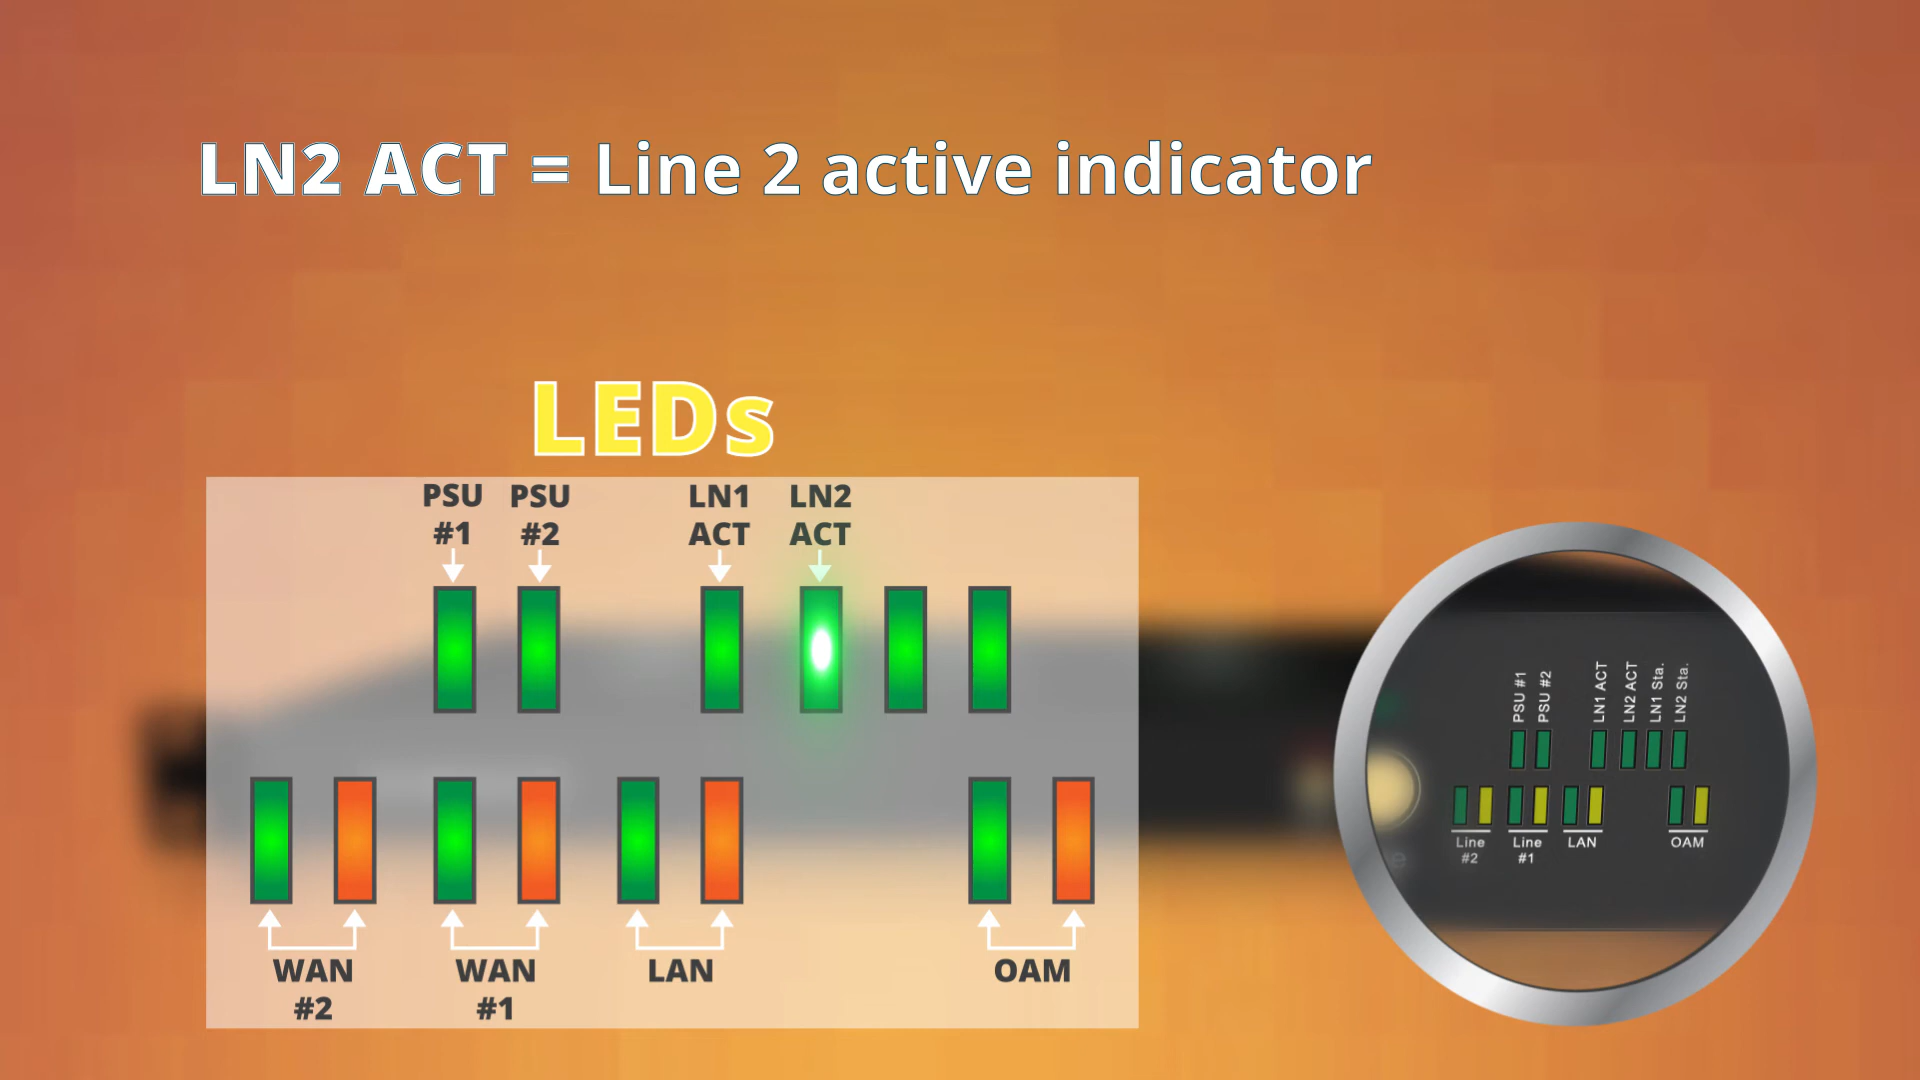 LN2 ACT = Line 2 active indicator
LEDs
PSU PSU LN1 LN2
#1 #2 ACT ACT
WAN WAN LAN OAM
#2 #1
PSU #1 PSU #2 LN1 ACT LN2 ACT LN1 Sta. LN2 Sta.
Line Line LAN OAM
#2 #1